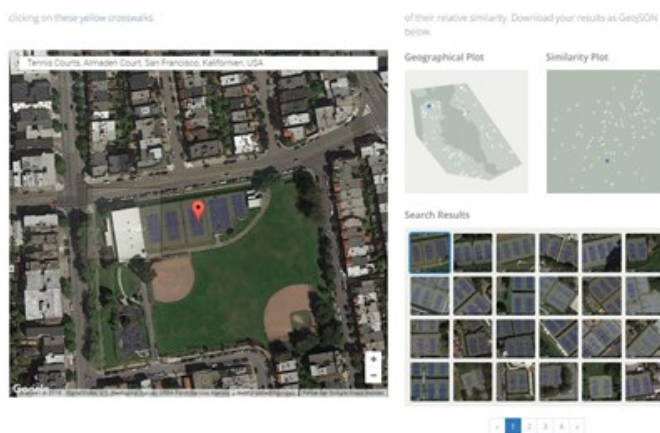 clicking on these yellow crosswalks.
of their relative similarity. Download your results as GeoJSON
below.
Tennis Courts, Almaden Court, San Francisco, Kalifornien, USA
Geographical Plot
Similarity Plot
Search Results
Google
+
-
« 1 2 3 4 »